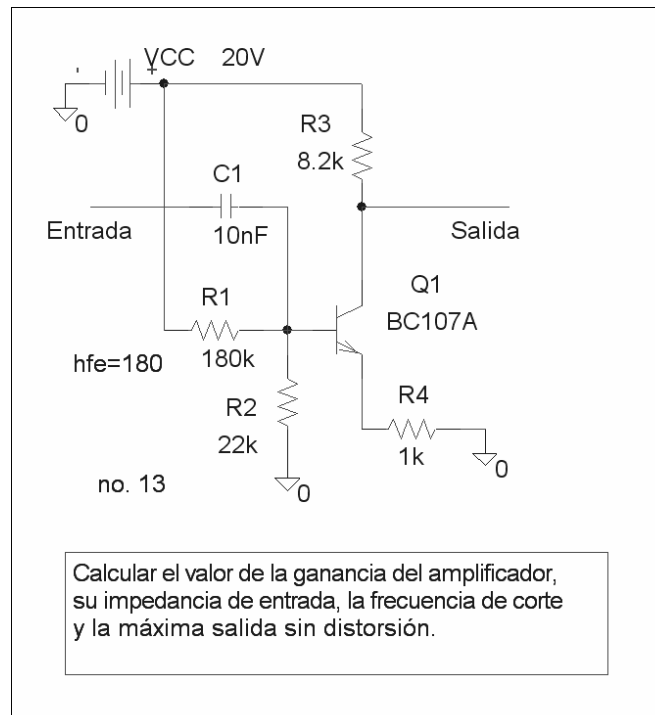 VCC 20V
0
R3
8.2k
C1
10nF
Entrada
Salida
R1
180k
Q1
BC107A
hfe=180
R2
22k
R4
1k
0
0
no. 13
Calcular el valor de la ganancia del amplificador,
su impedancia de entrada, la frecuencia de corte
y la máxima salida sin distorsión.